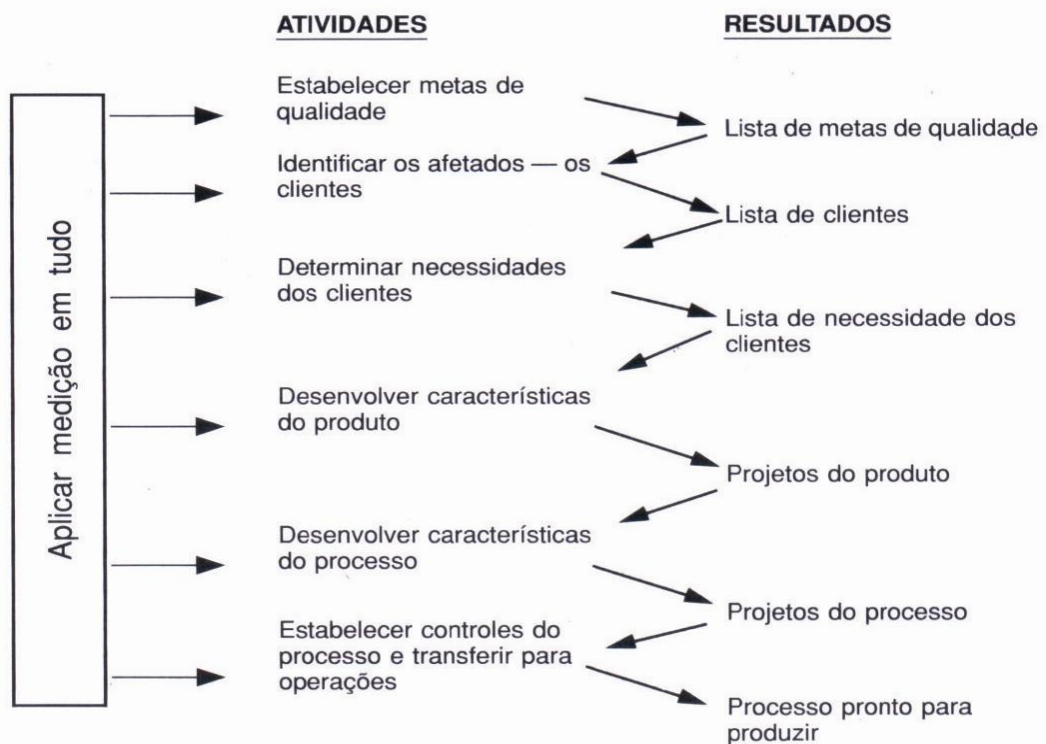 ATIVIDADES
RESULTADOS
Aplicar medição em tudo
Estabelecer metas de
qualidade
Lista de metas de qualidade
Identificar os afetados — os
clientes
Lista de clientes
Determinar necessidades
dos clientes
Lista de necessidade dos
clientes
Desenvolver características
do produto
Projetos do produto
Desenvolver características
do processo
Projetos do processo
Estabelecer controles do
processo e transferir para
operações
Processo pronto para
produzir